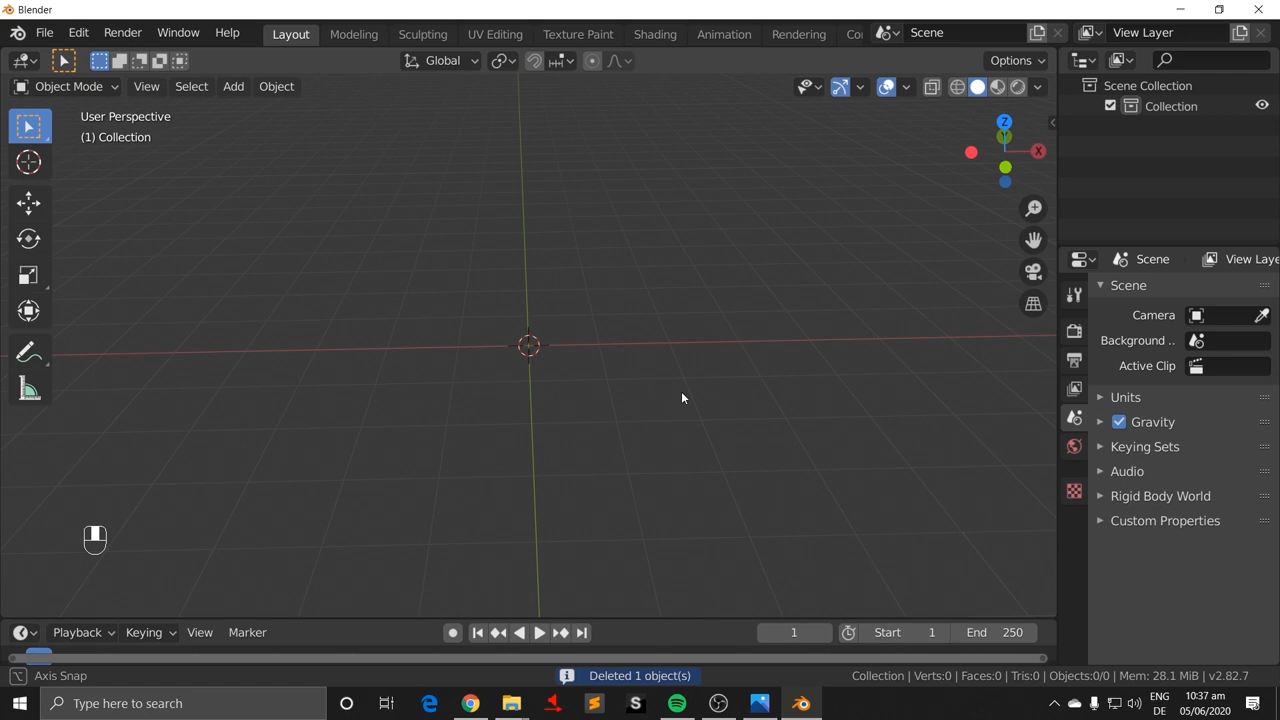 Blender
File Edit Render Window Help Layout Modeling Sculpting UV Editing Texture Paint Shading Animation Rendering Co Scene View Layer
Global Options
Object Mode View Select Add Object
Scene Collection
Collection
User Perspective
(1) Collection
Z
Y
X
Scene View Laye
Scene
Camera
Background ..
Active Clip
Units
Gravity
Keying Sets
Audio
Rigid Body World
Custom Properties
Playback Keying View Marker 1 Start 1 End 250
Axis Snap Deleted 1 object(s) Collection | Verts:0 | Faces:0 | Tris:0 | Objects:0/0 | Mem: 28.1 MiB | v2.82.7
Type here to search
ENG 10:37 am
DE 05/06/2020